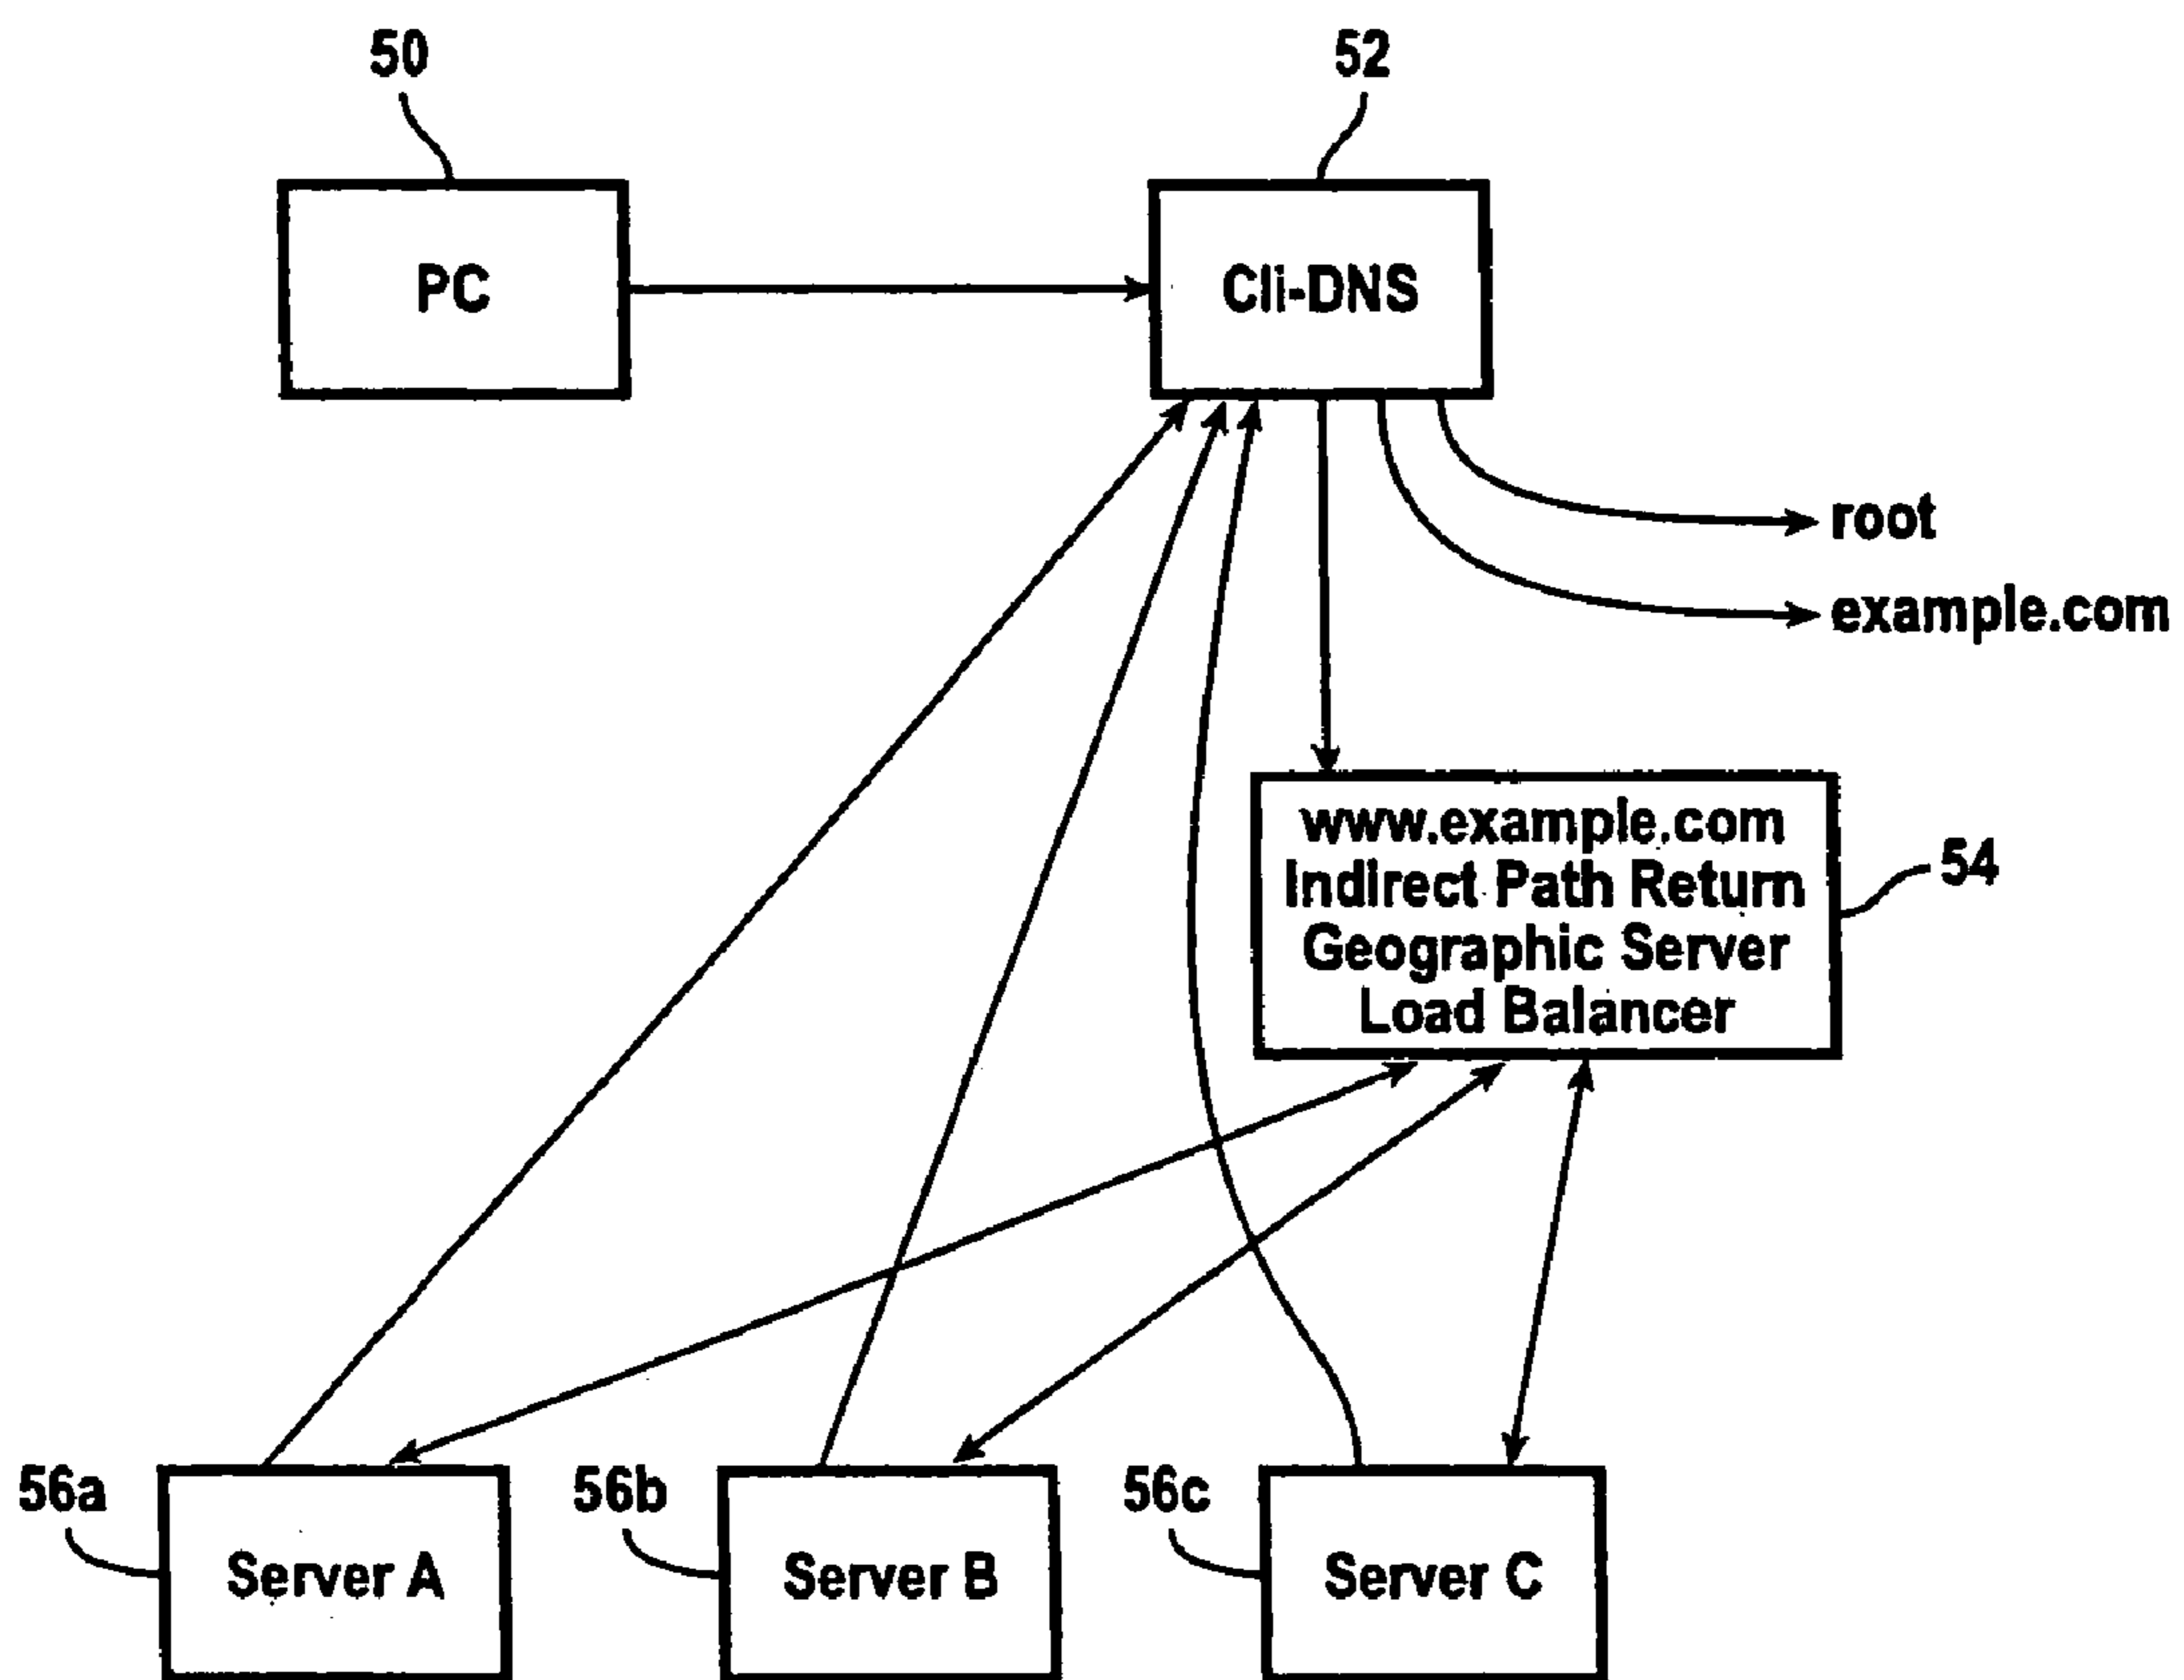 50
52
PC
Cli-DNS
root
example.com
www.example.com
Indirect Path Return
Geographic Server
Load Balancer
54
56a
56b
56c
Server A
Server B
Server C